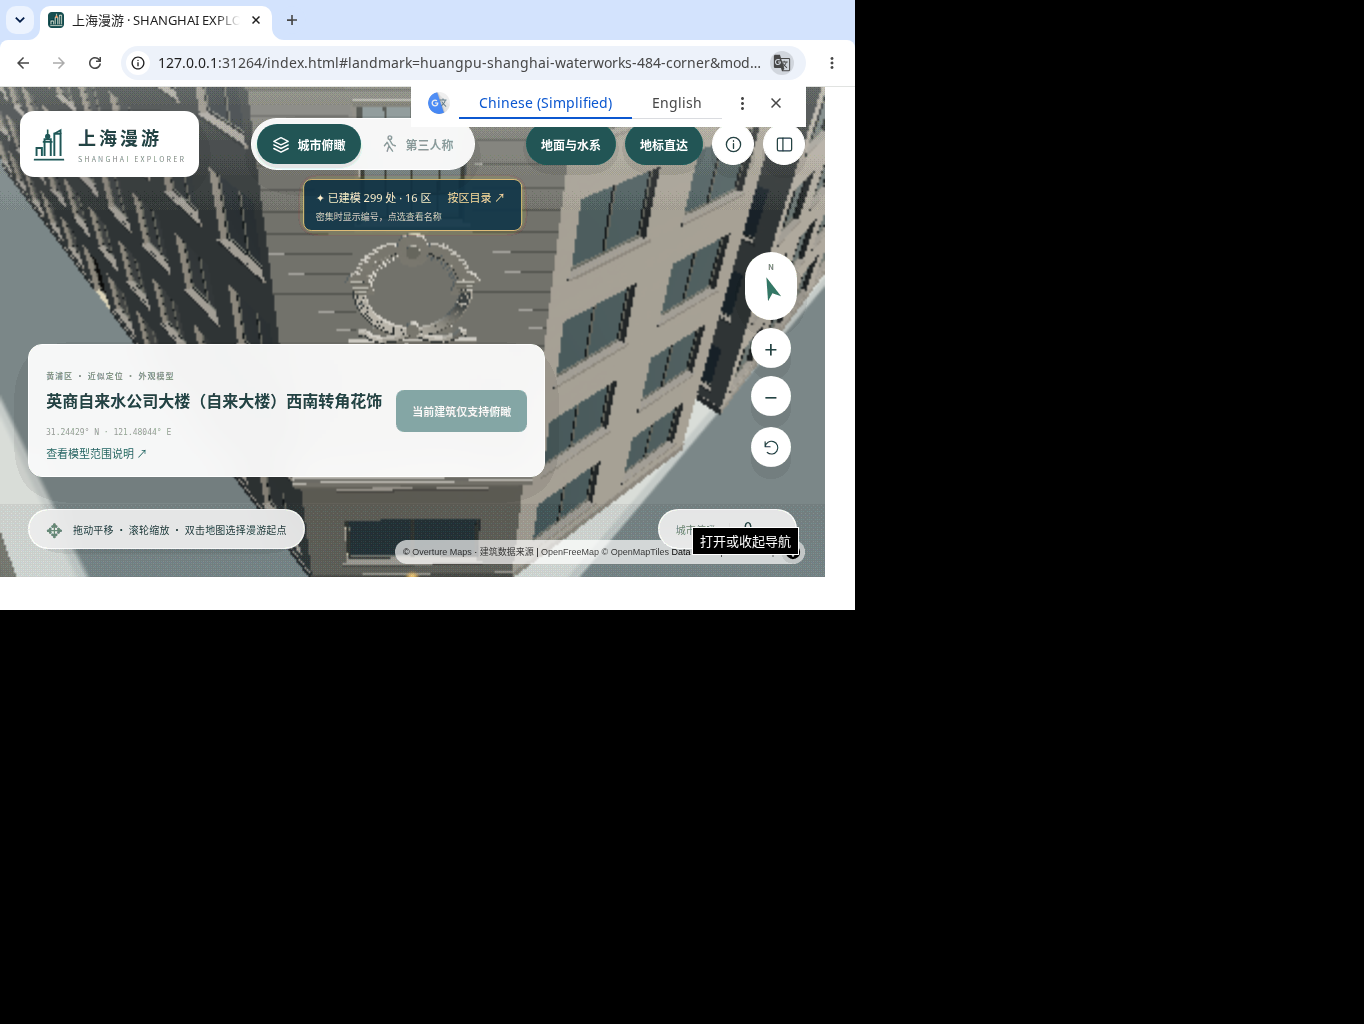 上海漫游 · SHANGHAI EXPLO
127.0.0.1:31264/index.html#landmark=huangpu-shanghai-waterworks-484-corner&mod...
Chinese (Simplified)
English
上海漫游
SHANGHAI EXPLORER
城市俯瞰
第三人称
地面与水系
地标直达
✦ 已建模 299 处 · 16 区
按区目录 ↗
密集时显示编号，点选查看名称
N
黄浦区 · 近似定位 · 外观模型
英商自来水公司大楼（自来大楼）西南转角花饰
当前建筑仅支持俯瞰
31.24429° N · 121.48044° E
查看模型范围说明 ↗
拖动平移 · 滚轮缩放 · 双击地图选择漫游起点
打开或收起导航
© Overture Maps · 建筑数据来源 | OpenFreeMap © OpenMapTiles Data